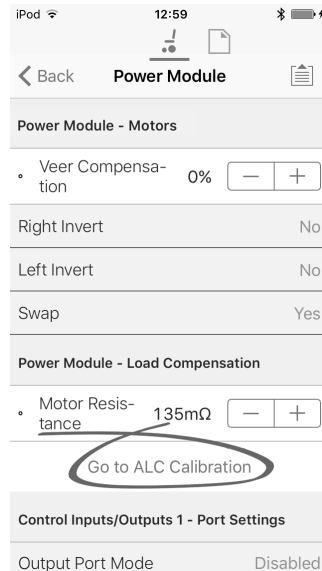 iPod 12:59
Back Power Module
Power Module - Motors
Veer Compensa-
tion 0% — +
Right Invert No
Left Invert No
Swap Yes
Power Module - Load Compensation
Motor Resis-
tance 135mΩ — +
Go to ALC Calibration
Control Inputs/Outputs 1 - Port Settings
Output Port Mode Disabled